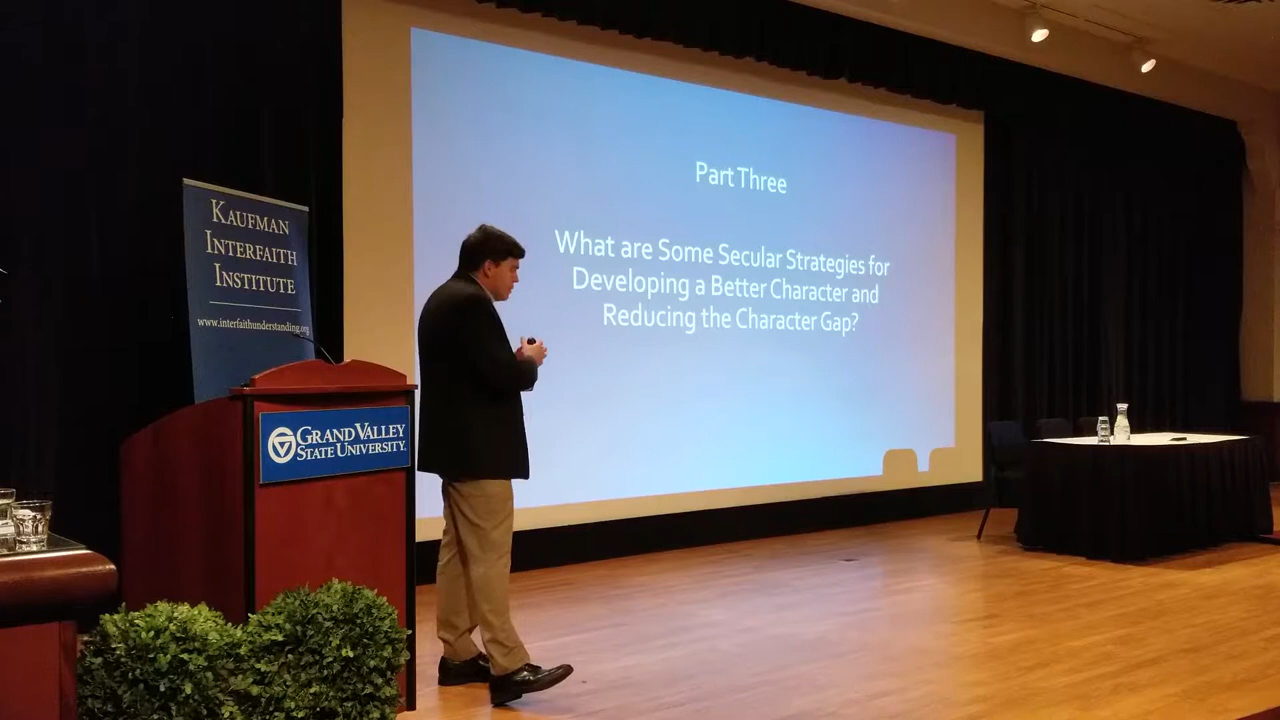 KAUFMAN
INTERFAITH
INSTITUTE
www.interfaithunderstanding.org
GRAND VALLEY
STATE UNIVERSITY.
Part Three
What are Some Secular Strategies for
Developing a Better Character and
Reducing the Character Gap?